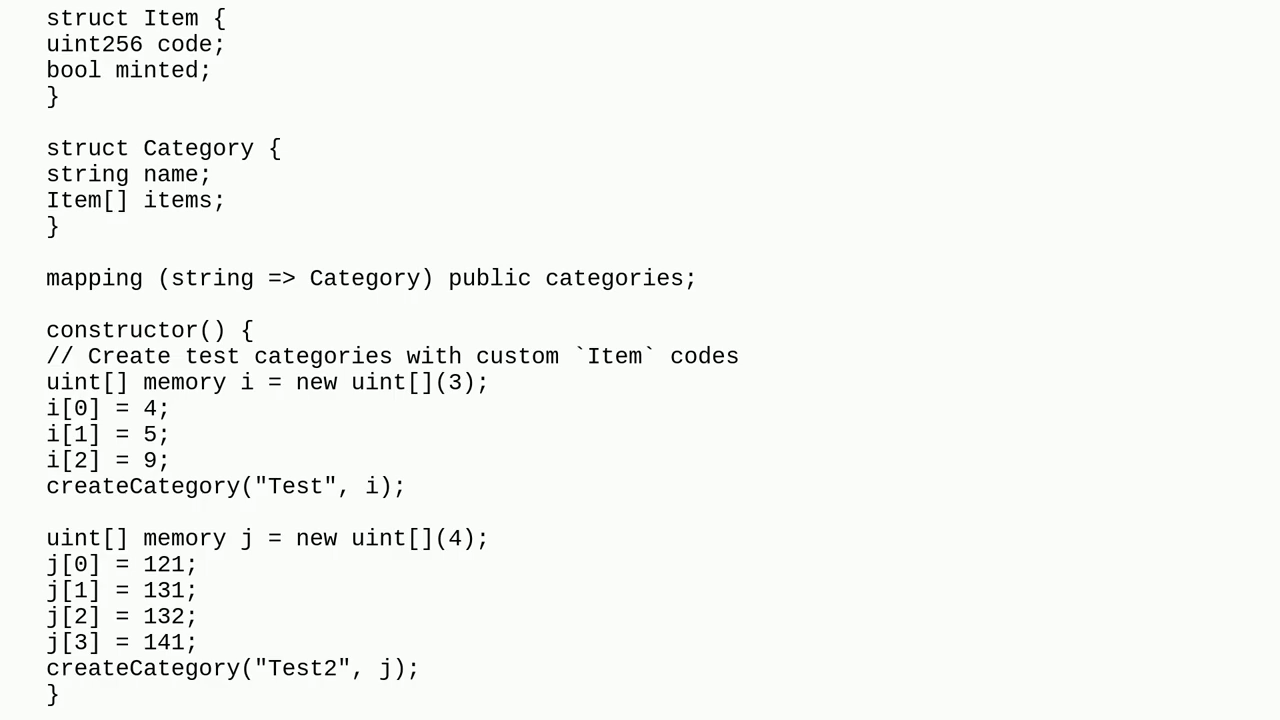 struct Item {
uint256 code;
bool minted;
}
struct Category {
string name;
Item[] items;
}
mapping (string => Category) public categories;
constructor() {
// Create test categories with custom `Item` codes
uint[] memory i = new uint[](3);
i[0] = 4;
i[1] = 5;
i[2] = 9;
createCategory("Test", i);
uint[] memory j = new uint[](4);
j[0] = 121;
j[1] = 131;
j[2] = 132;
j[3] = 141;
createCategory("Test2", j);
}